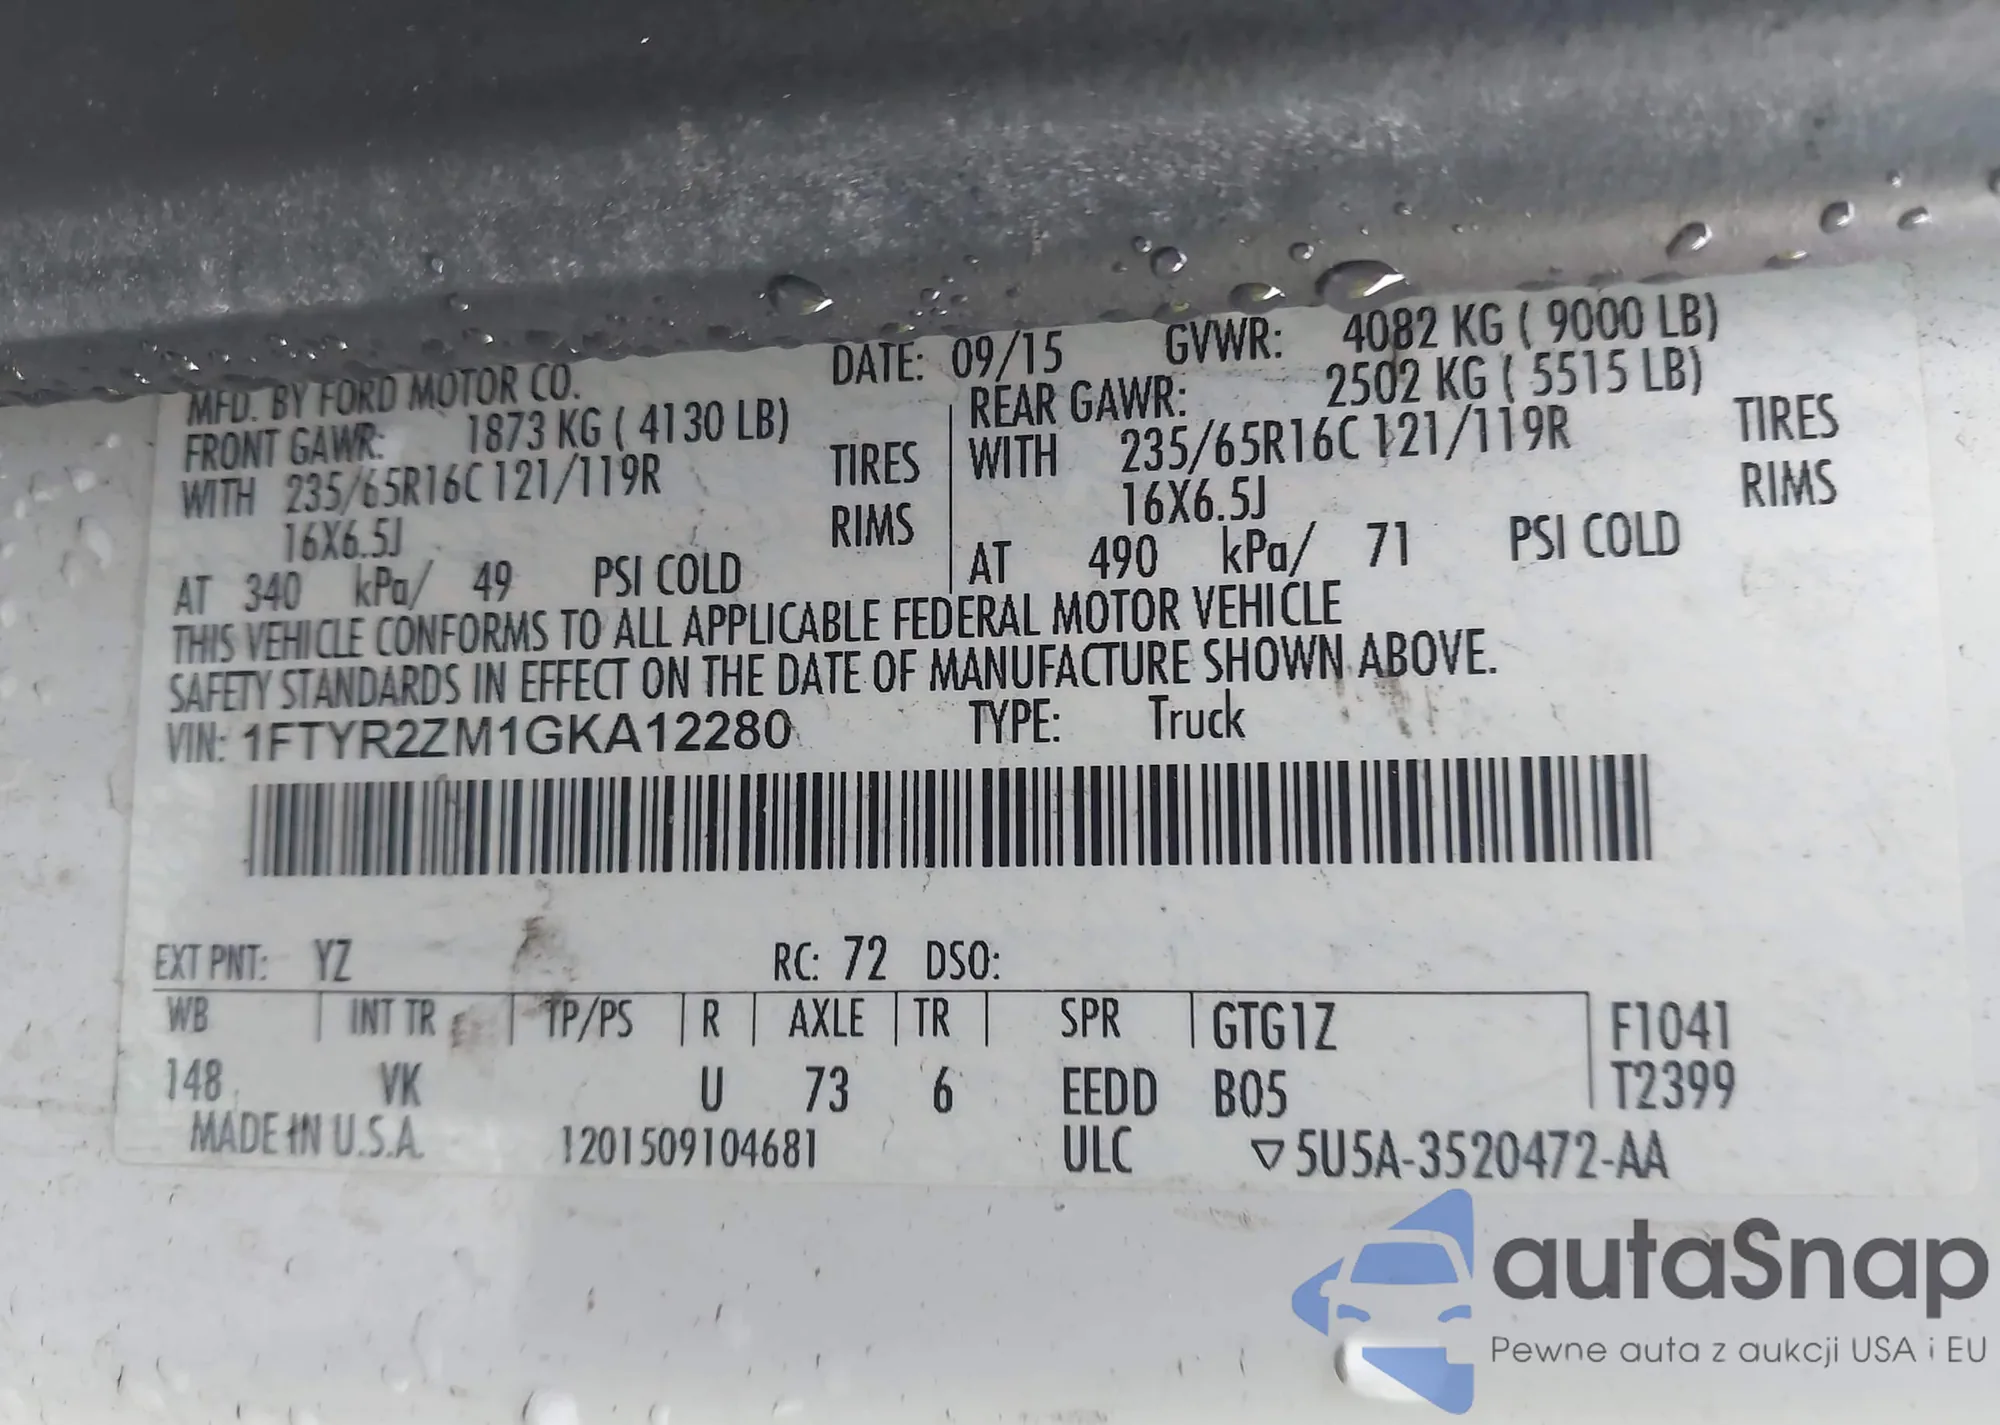 MFD. BY FORD MOTOR CO. DATE: 09/15 GVWR: 4082 KG ( 9000 LB)
FRONT GAWR: 1873 KG ( 4130 LB) REAR GAWR: 2502 KG ( 5515 LB)
WITH 235/65R16C 121/119R TIRES WITH 235/65R16C 121/119R TIRES
16X6.5J RIMS 16X6.5J RIMS
AT 340 kPa/ 49 PSI COLD AT 490 kPa/ 71 PSI COLD
THIS VEHICLE CONFORMS TO ALL APPLICABLE FEDERAL MOTOR VEHICLE
SAFETY STANDARDS IN EFFECT ON THE DATE OF MANUFACTURE SHOWN ABOVE.
VIN: 1FTYR2ZM1GKA12280 TYPE: Truck
EXT PNT: YZ RC: 72 DSO:
WB INT TR TP/PS R AXLE TR SPR GTG1Z F1041
148 VK U 73 6 EEDD B05 T2399
MADE IN U.S.A. 1201509104681 ULC ▽5U5A-3520472-AA
autaSnap
Pewne auta z aukcji USA i EU